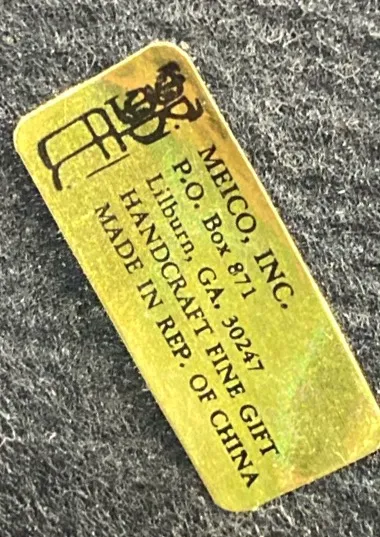 MEICO, INC.
P.O. Box 871
Lilburn, GA. 30247
HANDCRAFT FINE GIFT
MADE IN REP. OF CHINA